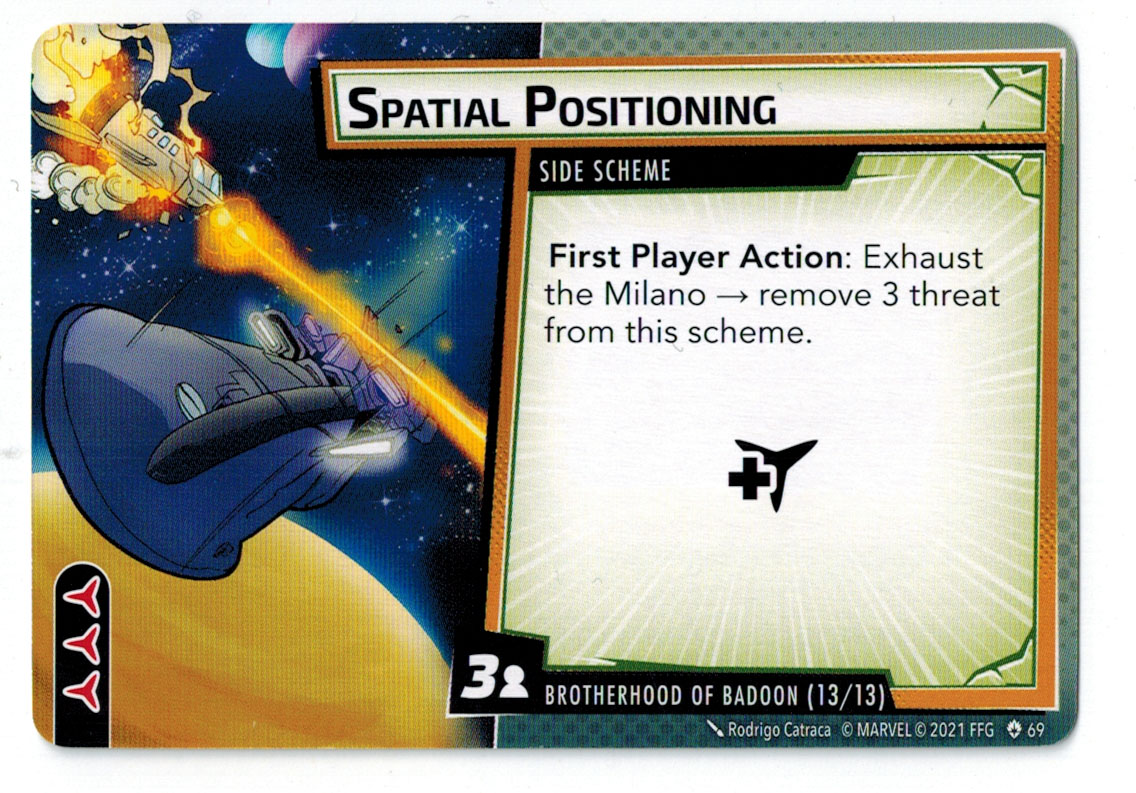 SPATIAL POSITIONING
SIDE SCHEME
First Player Action: Exhaust
the Milano → remove 3 threat
from this scheme.
3
BROTHERHOOD OF BADOON (13/13)
Rodrigo Catraca © MARVEL © 2021 FFG 69